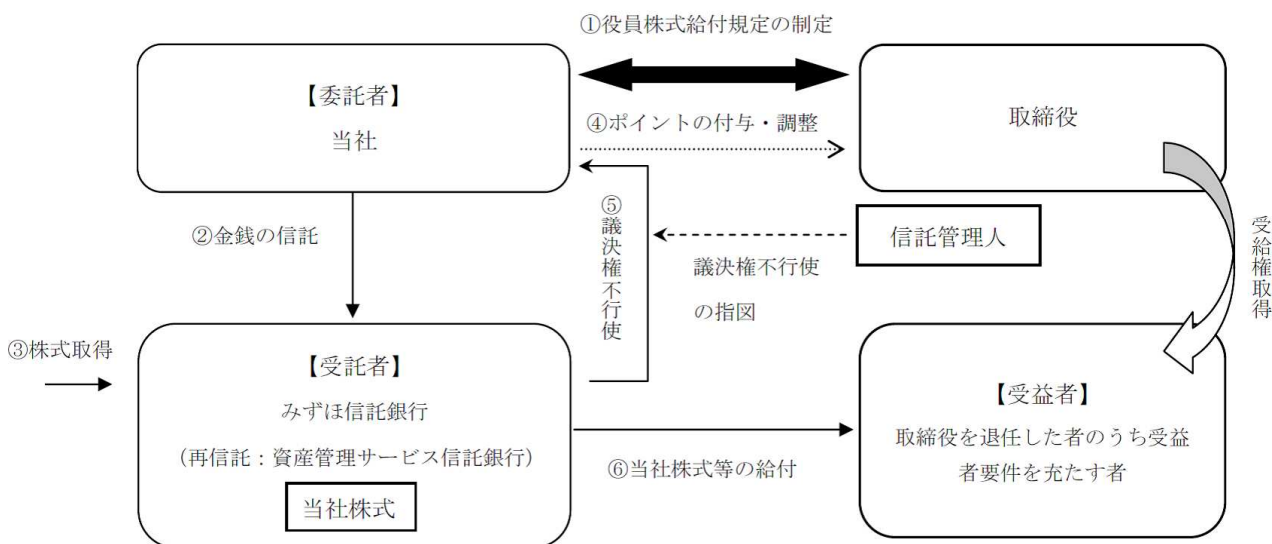 ①役員株式給付規定の制定
【委託者】
当社
取締役
④ポイントの付与・調整
②金銭の信託
⑤議決権不行使
信託管理人
議決権不行使
の指図
受給権取得
③株式取得
【受託者】
みずほ信託銀行
(再信託：資産管理サービス信託銀行)
当社株式
⑥当社株式等の給付
【受益者】
取締役を退任した者のうち受益
者要件を充たす者